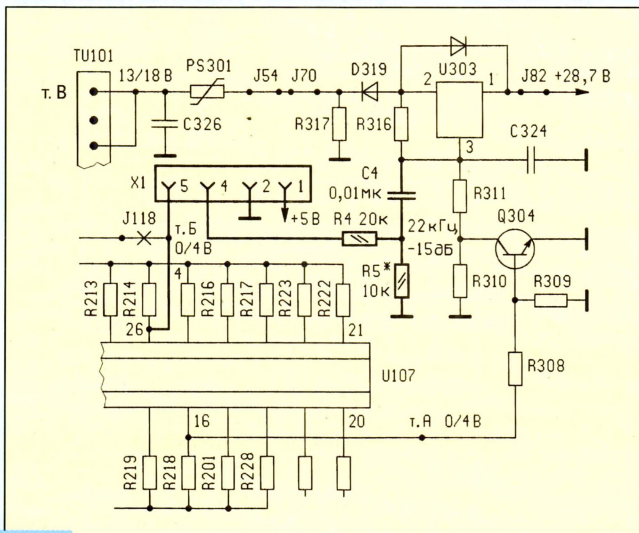 TU101
13/18 В
PS301
J54
J70
D319
U303
J82
+28,7 В
т. В
2
1
C326
R317
R316
3
C324
X1
5
4
2
1
C4
0,01мк
R311
J118
т.Б
0/4 В
+5В
R4 20к
22кГц,
-15дБ
Q304
4
R5*
10к
R310
R309
R213
R214
R216
R217
R223
R222
26
21
U107
R308
16
20
т.А 0/4 В
R219
R218
R201
R228